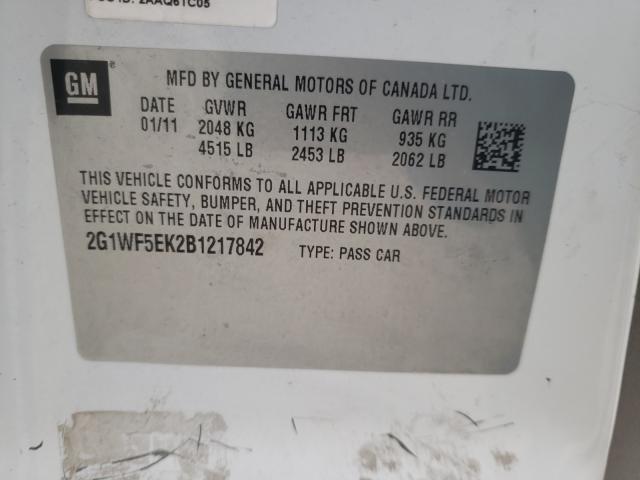 2AAQ61C05
GM
MFD BY GENERAL MOTORS OF CANADA LTD.
DATE GVWR GAWR FRT GAWR RR
01/11 2048 KG 1113 KG 935 KG
4515 LB 2453 LB 2062 LB
THIS VEHICLE CONFORMS TO ALL APPLICABLE U.S. FEDERAL MOTOR
VEHICLE SAFETY, BUMPER, AND THEFT PREVENTION STANDARDS IN
EFFECT ON THE DATE OF MANUFACTURE SHOWN ABOVE.
2G1WF5EK2B1217842 TYPE: PASS CAR